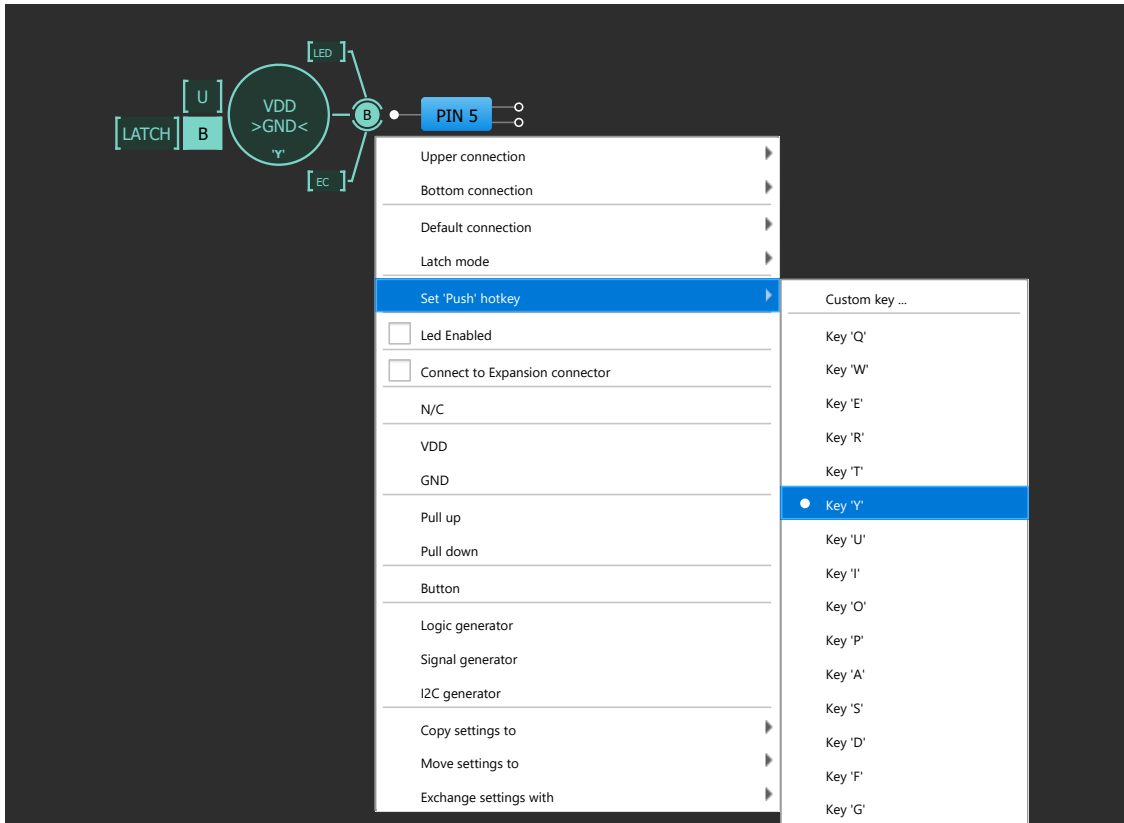 [LED ]
[ U ]
VDD
>GND<
'Y'
B
PIN 5
[LATCH]
B
[ EC ]
Upper connection
Bottom connection
Default connection
Latch mode
Set 'Push' hotkey
Led Enabled
Connect to Expansion connector
N/C
VDD
GND
Pull up
Pull down
Button
Logic generator
Signal generator
I2C generator
Copy settings to
Move settings to
Exchange settings with
Custom key ...
Key 'Q'
Key 'W'
Key 'E'
Key 'R'
Key 'T'
Key 'Y'
Key 'U'
Key 'I'
Key 'O'
Key 'P'
Key 'A'
Key 'S'
Key 'D'
Key 'F'
Key 'G'